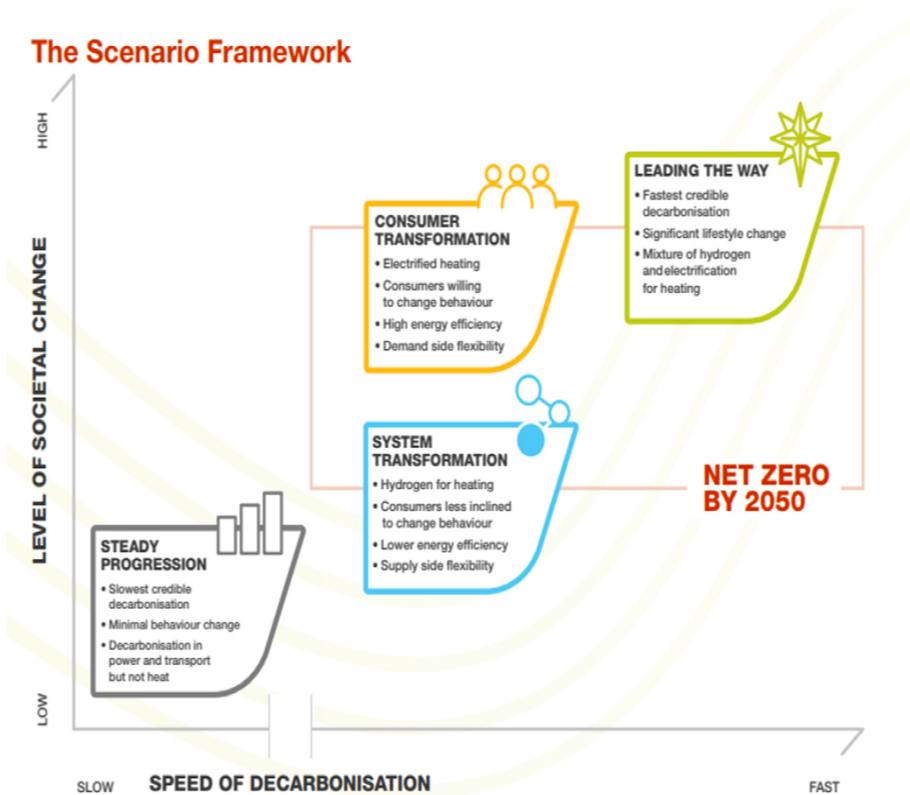 The Scenario Framework
HIGH
LEVEL OF SOCIETAL CHANGE
LOW
LEADING THE WAY
• Fastest credible
decarbonisation
• Significant lifestyle change
• Mixture of hydrogen
and electrification
for heating
CONSUMER
TRANSFORMATION
• Electrified heating
• Consumers willing
to change behaviour
• High energy efficiency
• Demand side flexibility
SYSTEM
TRANSFORMATION
• Hydrogen for heating
• Consumers less inclined
to change behaviour
• Lower energy efficiency
• Supply side flexibility
NET ZERO
BY 2050
STEADY
PROGRESSION
• Slowest credible
decarbonisation
• Minimal behaviour change
• Decarbonisation in
power and transport
but not heat
SLOW
SPEED OF DECARBONISATION
FAST